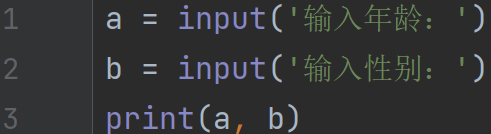 1 a = input('输入年龄：')
2 b = input('输入性别：')
3 print(a, b)